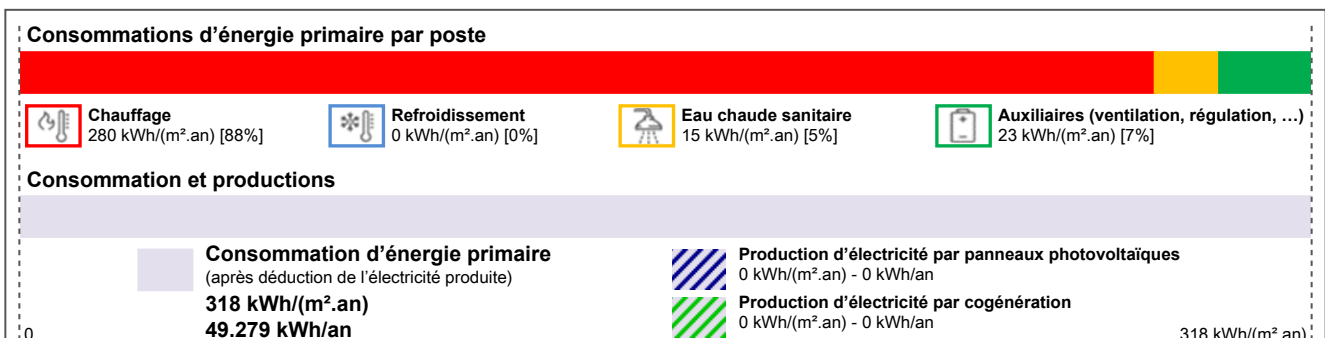 Consommations d'énergie primaire par poste
Chauffage
280 kWh/(m².an) [88%]
Refroidissement
0 kWh/(m².an) [0%]
Eau chaude sanitaire
15 kWh/(m².an) [5%]
Auxiliaires (ventilation, régulation, …)
23 kWh/(m².an) [7%]
Consommation et productions
Consommation d'énergie primaire
(après déduction de l'électricité produite)
318 kWh/(m².an)
49.279 kWh/an
Production d'électricité par panneaux photovoltaïques
0 kWh/(m².an) - 0 kWh/an
Production d'électricité par cogénération
0 kWh/(m².an) - 0 kWh/an
0
318 kWh/(m².an)